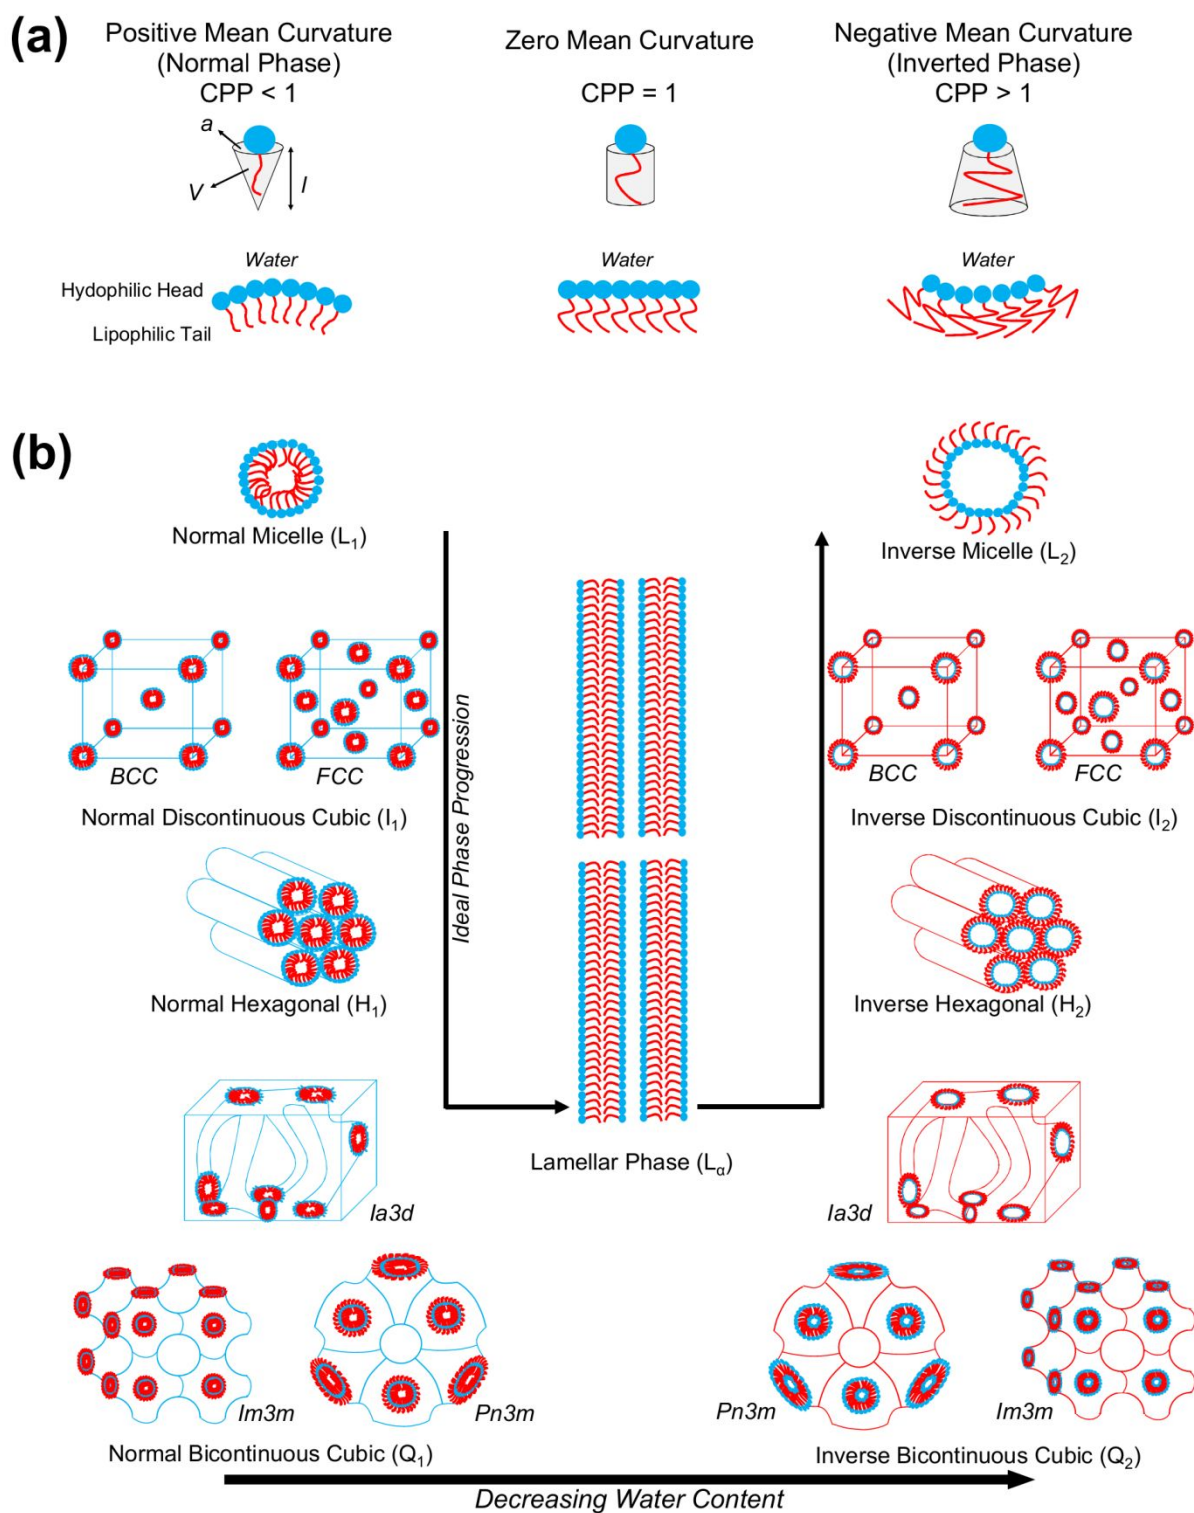 (a)
Positive Mean Curvature
(Normal Phase)
CPP < 1
Zero Mean Curvature
CPP = 1
Negative Mean Curvature
(Inverted Phase)
CPP > 1
a
V
l
Water
Water
Water
Hydophilic Head
Lipophilic Tail
(b)
Normal Micelle (L₁)
Inverse Micelle (L₂)
BCC
FCC
Normal Discontinuous Cubic (I₁)
BCC
FCC
Inverse Discontinuous Cubic (I₂)
Ideal Phase Progression
Normal Hexagonal (H₁)
Inverse Hexagonal (H₂)
Lamellar Phase (Lα)
Ia3d
Ia3d
Im3m
Pn3m
Normal Bicontinuous Cubic (Q₁)
Pn3m
Im3m
Inverse Bicontinuous Cubic (Q₂)
Decreasing Water Content